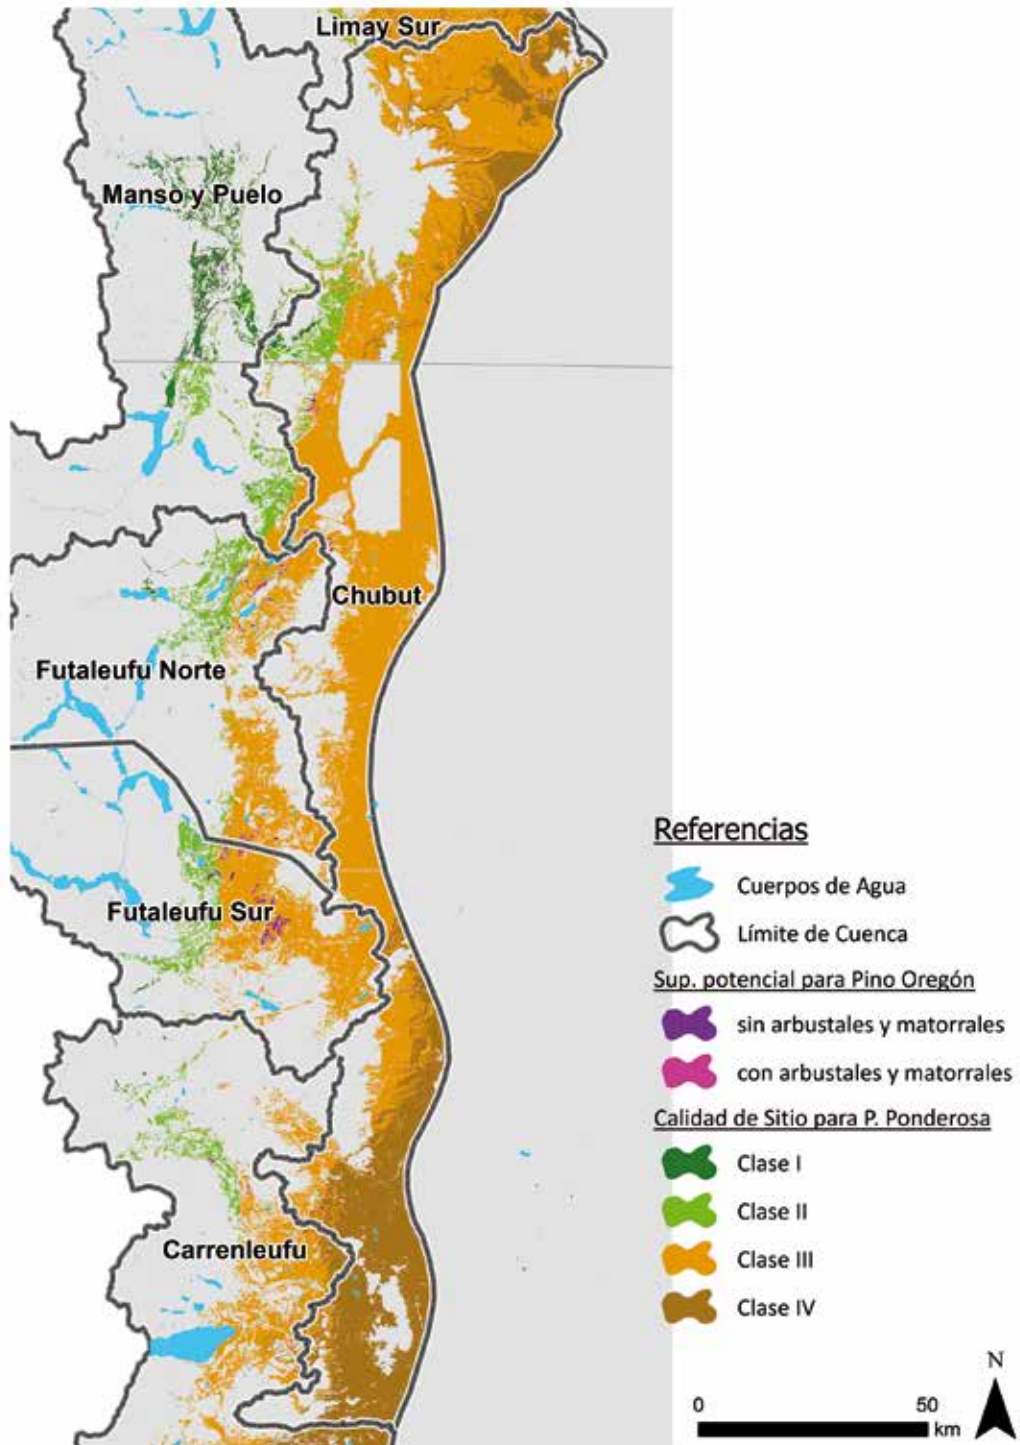 Limay Sur
Manso y Puelo
Chubut
Futaleufu Norte
Futaleufu Sur
Carrenleufu
Referencias
Cuerpos de Agua
Límite de Cuenca
Sup. potencial para Pino Oregón
sin arbustales y matorrales
con arbustales y matorrales
Calidad de Sitio para P. Ponderosa
Clase I
Clase II
Clase III
Clase IV
N
0 50
km